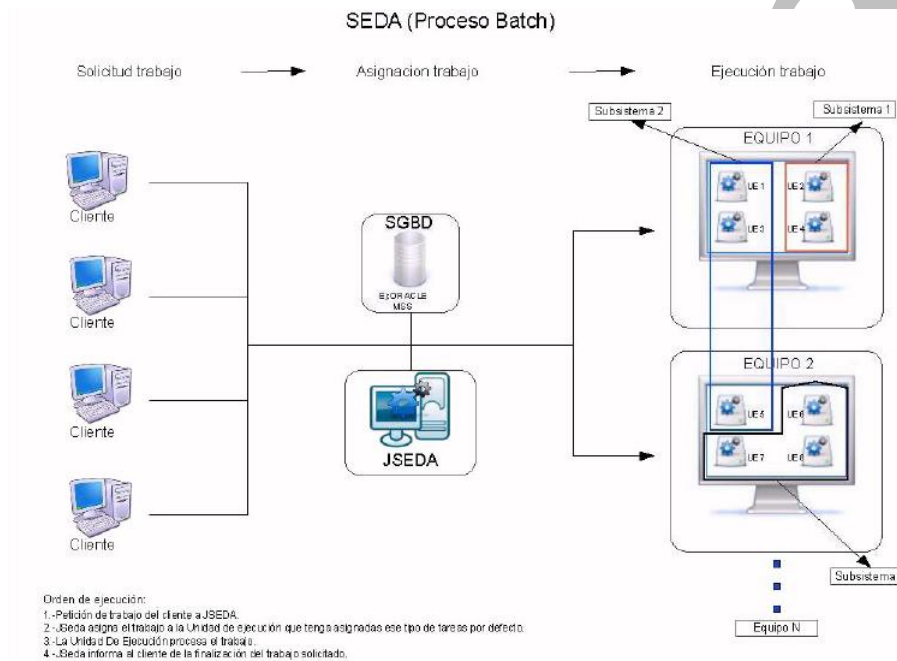 SEDA (Proceso Batch)
Solicitud trabajo
Asignacion trabajo
Ejecución trabajo
Subsistema 2
Subsistema 1
EQUIPO 1
UE 1
UE 2
UE 3
UE 4
Cliente
Cliente
Cliente
Cliente
SGBD
Ej:ORACLE
MSS
JSEDA
EQUIPO 2
UE 5
UE 6
UE 7
UE 8
Subsistema
Equipo N
Orden de ejecución:
1.-Petición de trabajo del cliente a JSEDA.
2.-JSeda asigna el trabajo a la Unidad de ejecución que tenga asignadas ese tipo de tareas por defecto.
3.-La Unidad De Ejecución procesa el trabajo.
4.-JSeda informa al cliente de la finalización del trabajo solicitado.